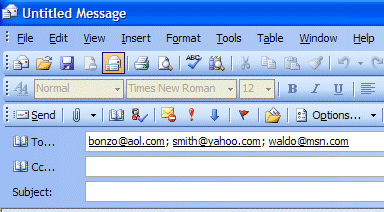 Untitled Message
File Edit View Insert Format Tools Table Window Help
Normal Times New Roman 12 B I U
Send Options...
To... bonzo@aol.com; smith@yahoo.com; waldo@msn.com
Cc...
Subject: